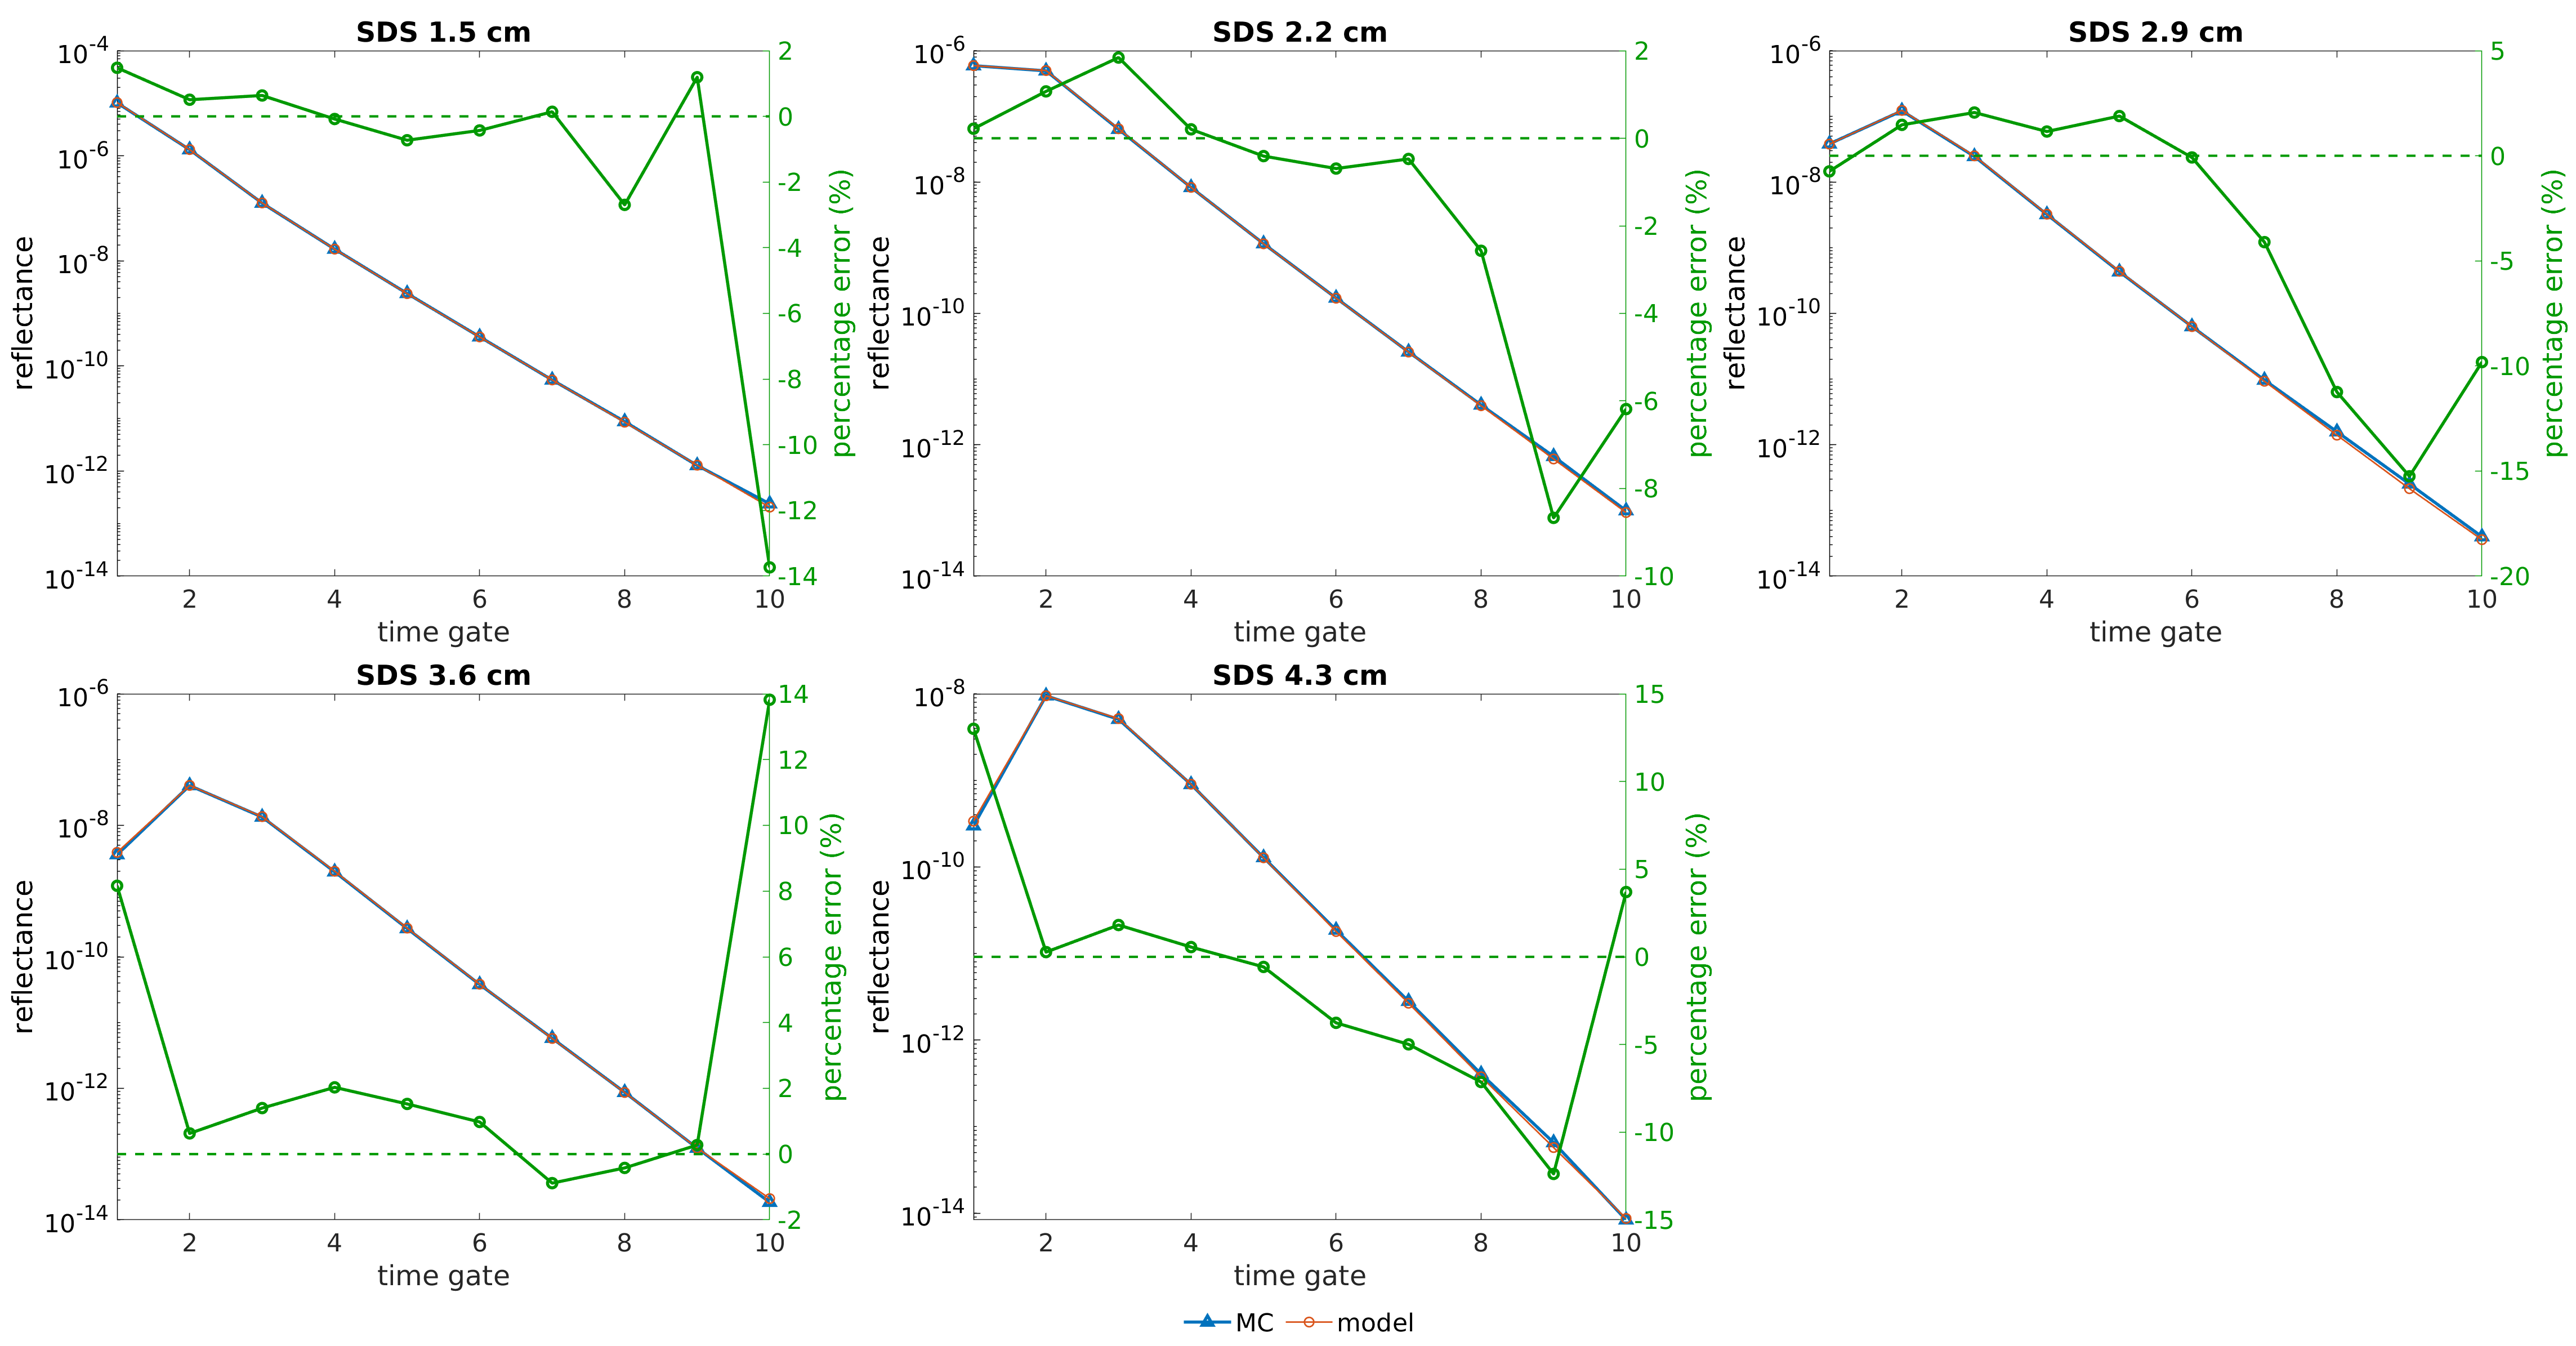 SDS 1.5 cm
10^-4
10^-6
10^-8
10^-10
10^-12
10^-14
reflectance
2
0
-2
-4
-6
-8
-10
-12
-14
percentage error (%)
2 4 6 8 10
time gate
SDS 2.2 cm
10^-6
10^-8
10^-10
10^-12
10^-14
reflectance
2
0
-2
-4
-6
-8
-10
percentage error (%)
2 4 6 8 10
time gate
SDS 2.9 cm
10^-6
10^-8
10^-10
10^-12
10^-14
reflectance
5
0
-5
-10
-15
-20
percentage error (%)
2 4 6 8 10
time gate
SDS 3.6 cm
10^-6
10^-8
10^-10
10^-12
10^-14
reflectance
14
12
10
8
6
4
2
0
-2
percentage error (%)
2 4 6 8 10
time gate
SDS 4.3 cm
10^-8
10^-10
10^-12
10^-14
reflectance
15
10
5
0
-5
-10
-15
percentage error (%)
2 4 6 8 10
time gate
MC model